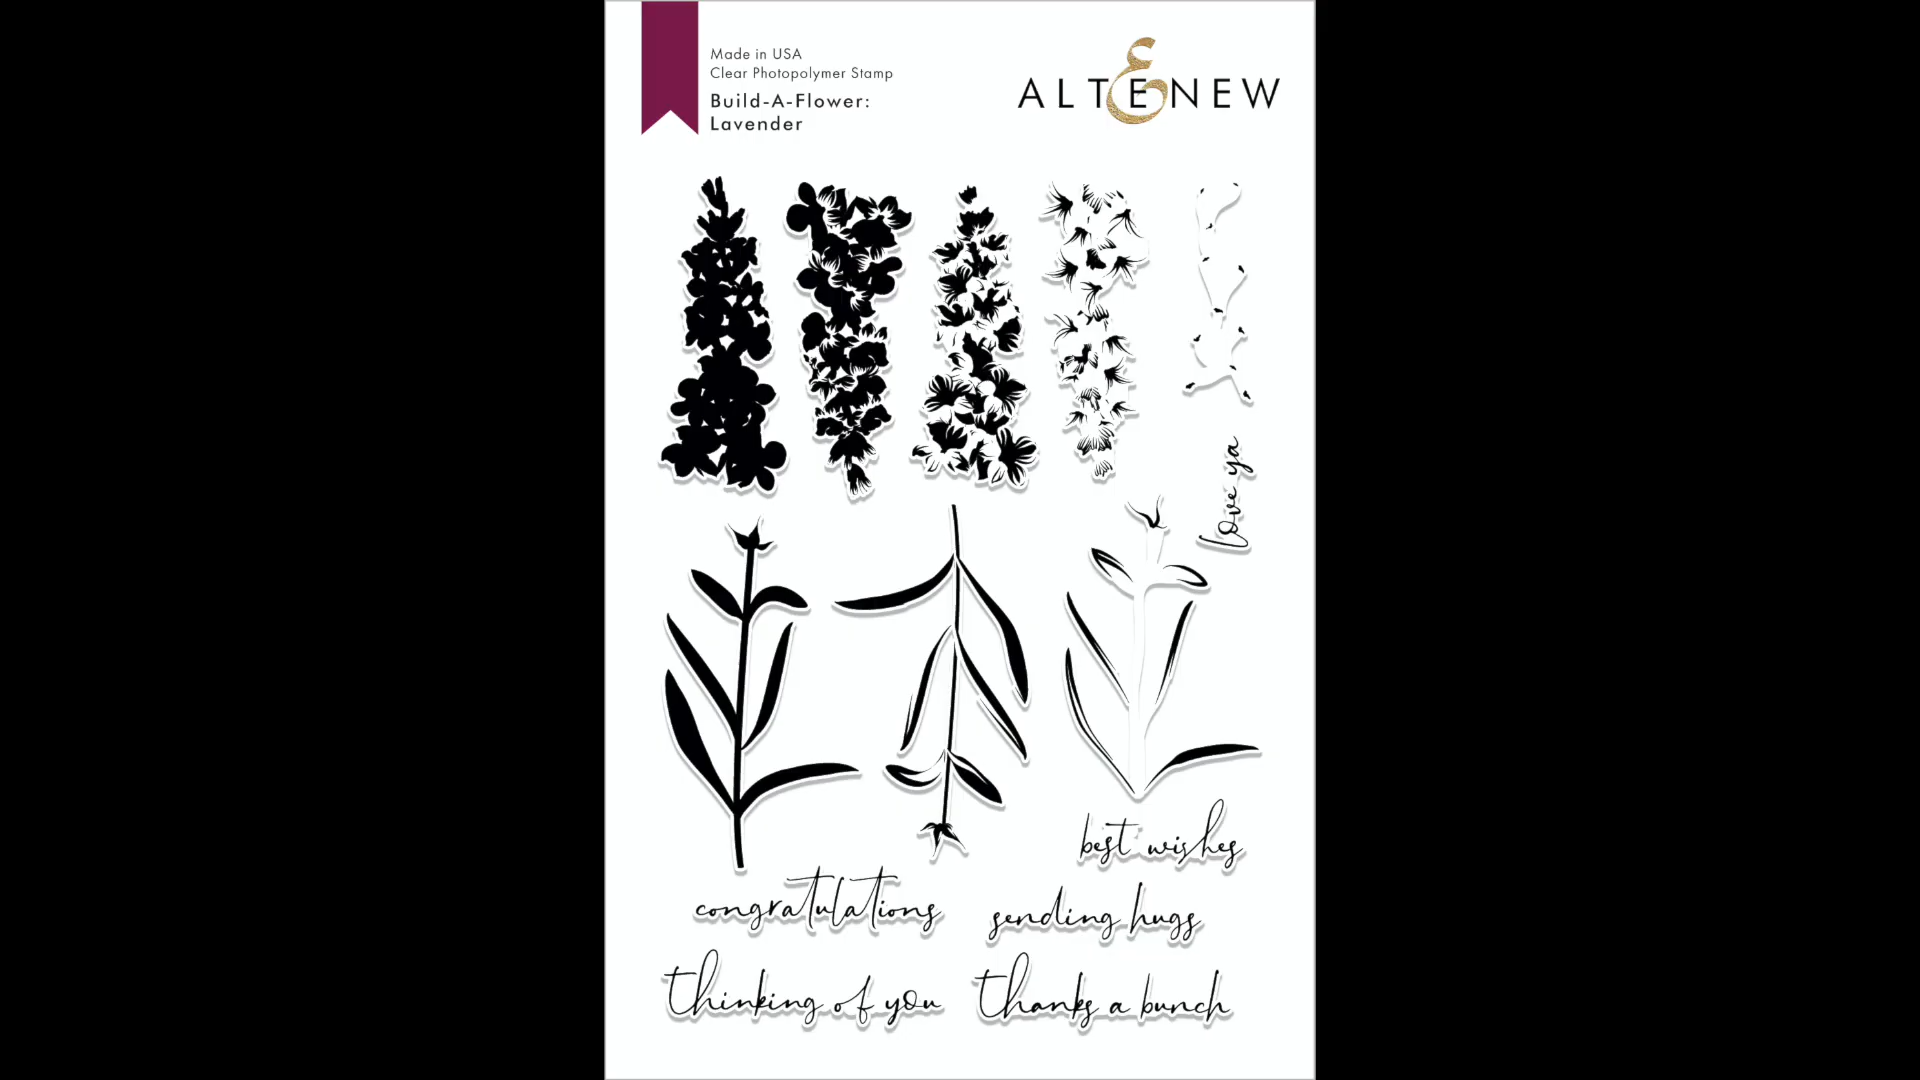 Made in USA
Clear Photopolymer Stamp
Build-A-Flower:
Lavender
ALTENEW
love ya
best wishes
congratulations
sending hugs
thinking of you
thanks a bunch